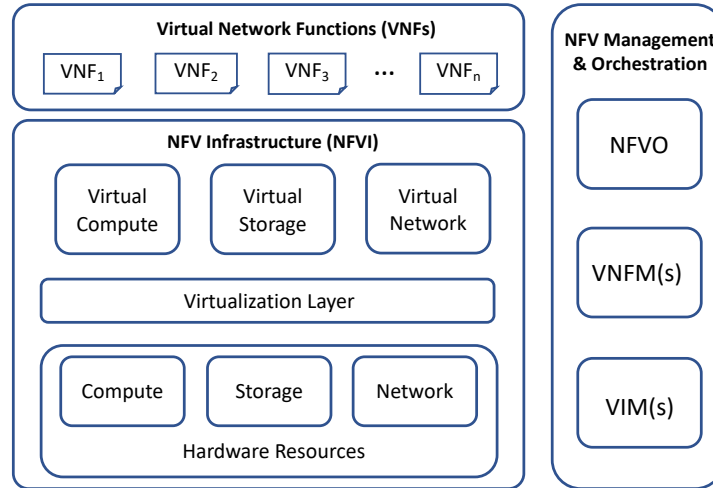 Virtual Network Functions (VNFs)
VNF1
VNF2
VNF3
...
VNFn
NFV Infrastructure (NFVI)
Virtual
Compute
Virtual
Storage
Virtual
Network
Virtualization Layer
Compute
Storage
Network
Hardware Resources
NFV Management
& Orchestration
NFVO
VNFM(s)
VIM(s)